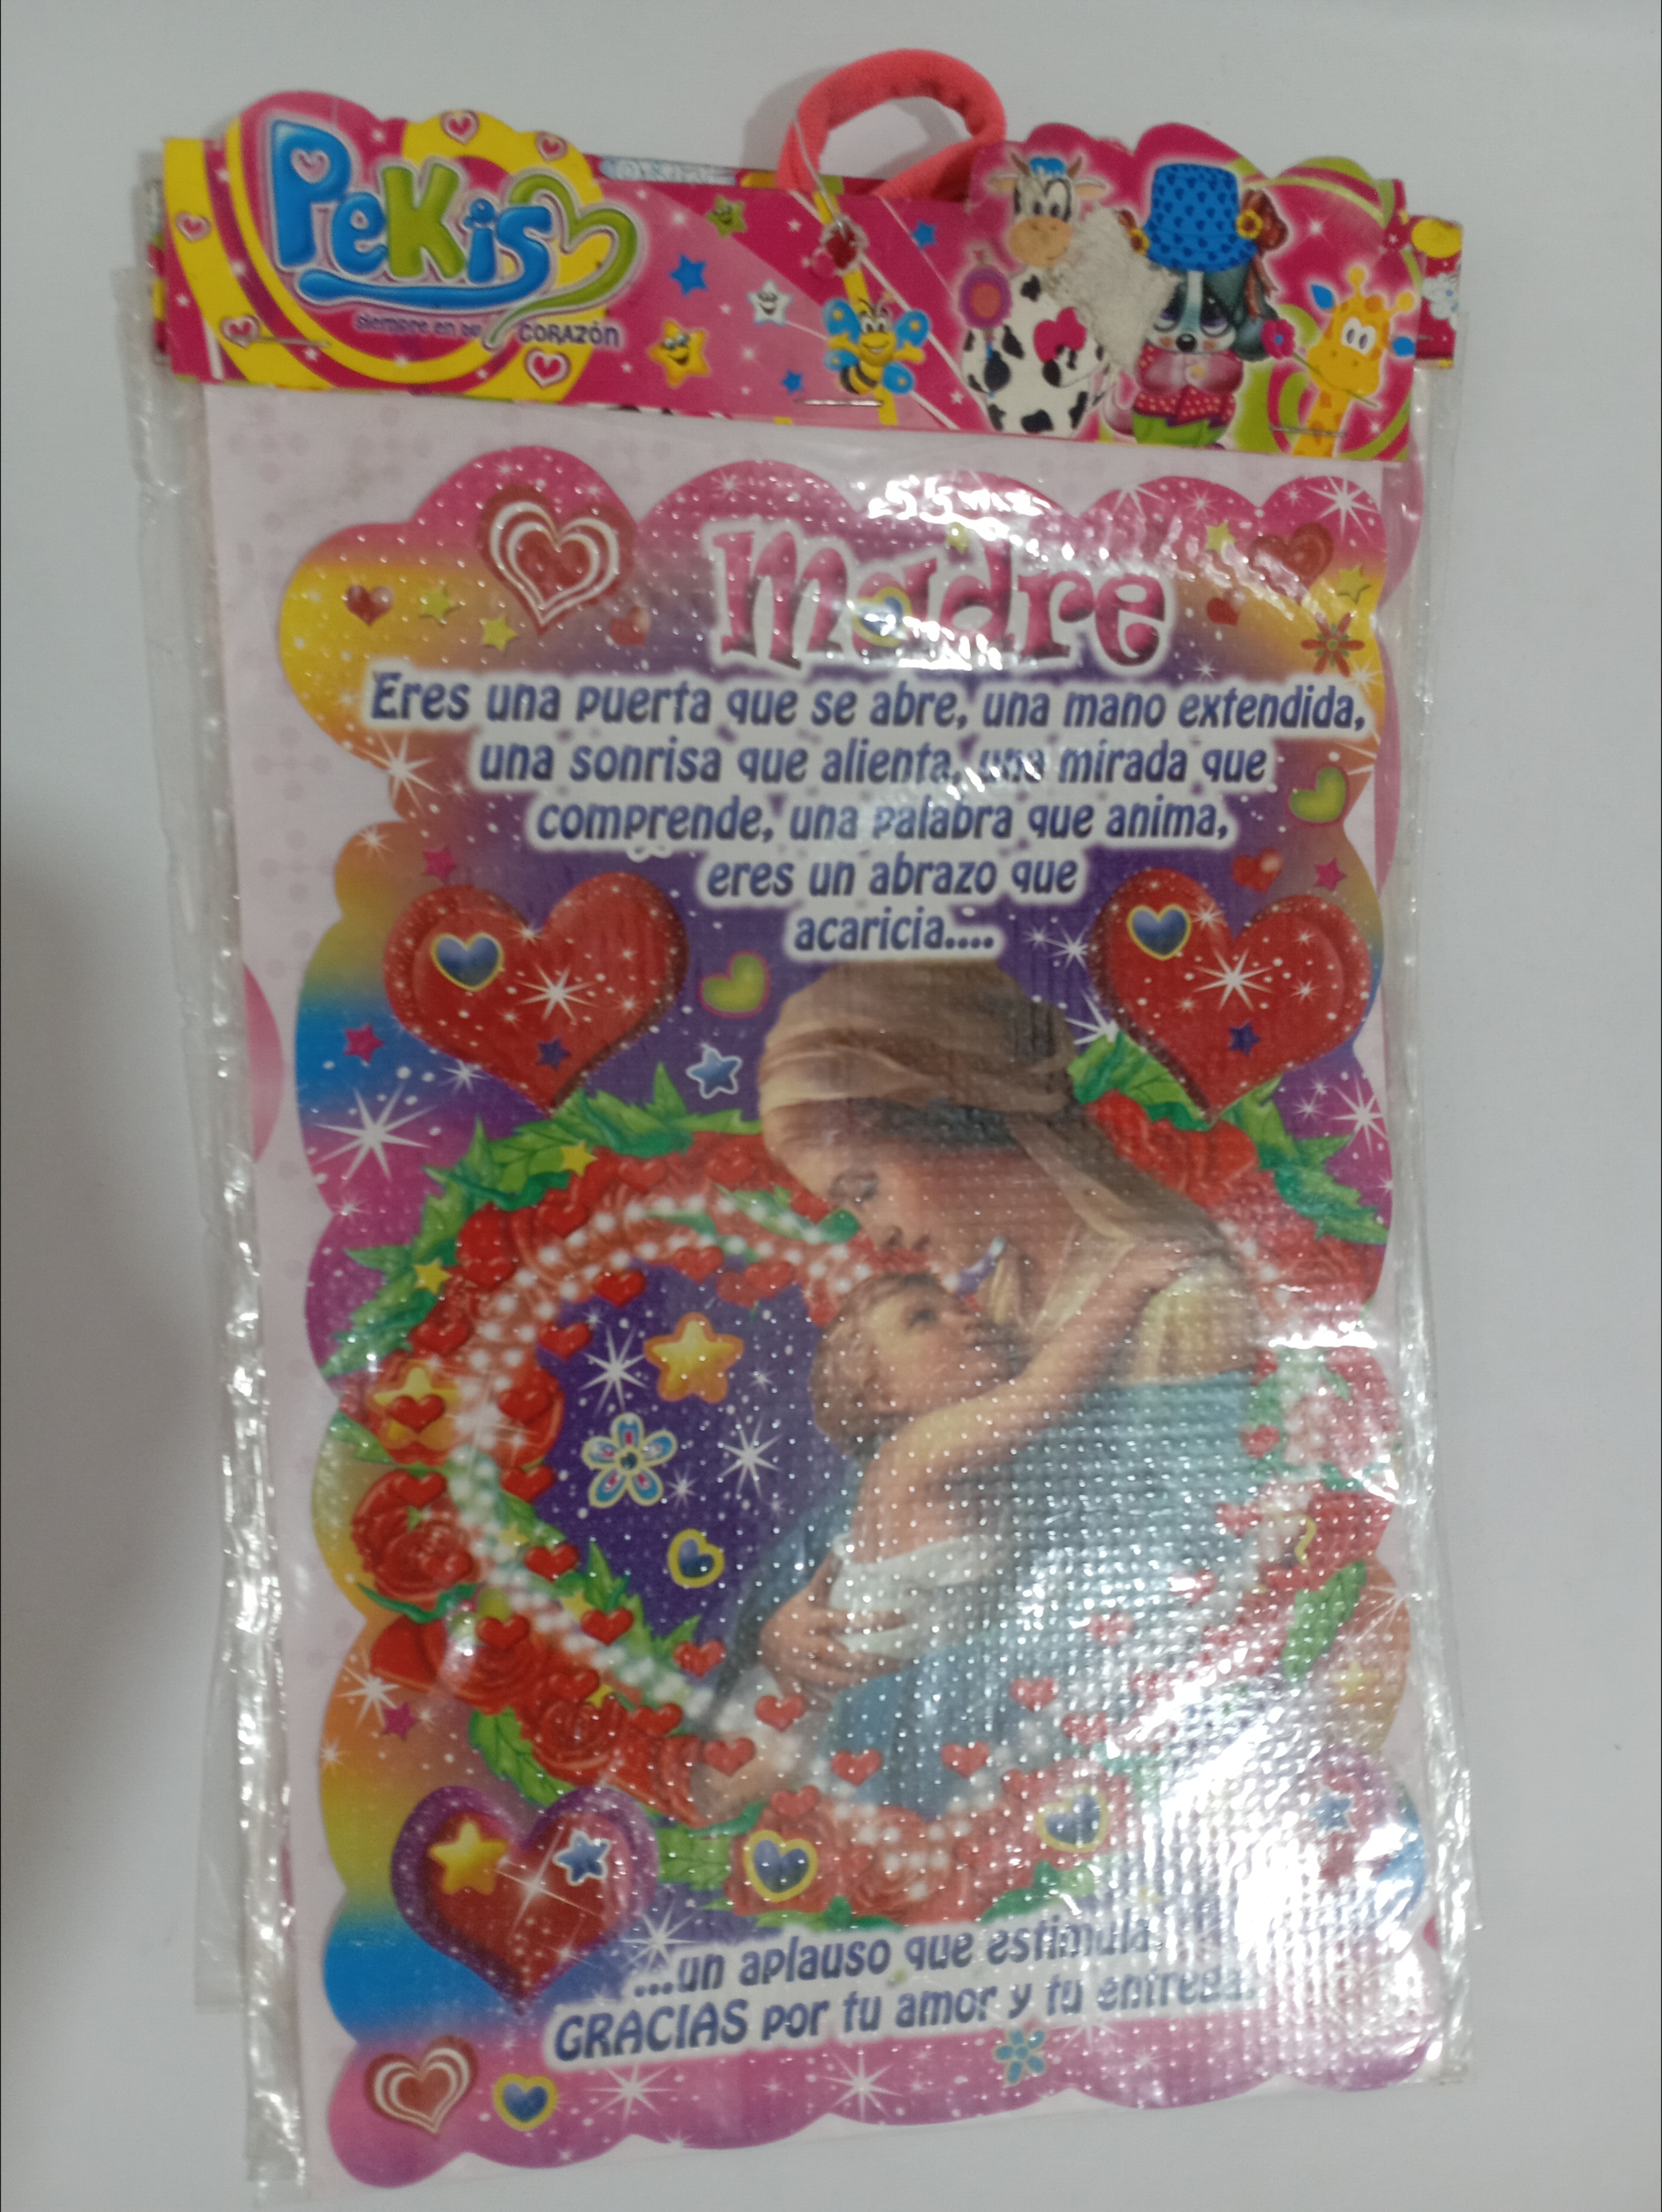 Pekis
siempre en tu CORAZÓN
Madre
Eres una puerta que se abre, una mano extendida,
una sonrisa que alienta, una mirada que
comprende, una palabra que anima,
eres un abrazo que
acaricia....
...un aplauso que estimula.
GRACIAS por tu amor y tu entrega.